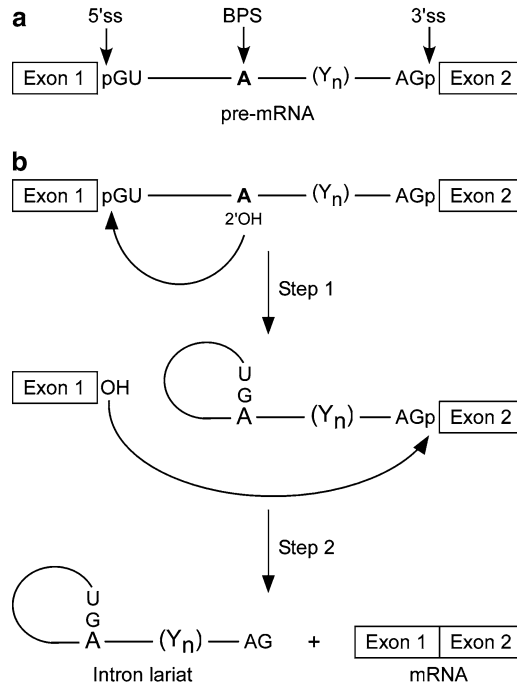 a
5'ss BPS 3'ss
Exon 1 pGU A (Yn) AGp Exon 2
pre-mRNA
b
Exon 1 pGU A (Yn) AGp Exon 2
2'OH
Step 1
Exon 1 OH
U
G
A (Yn) AGp Exon 2
Step 2
U
G
A (Yn) AG + Exon 1 Exon 2
Intron lariat mRNA